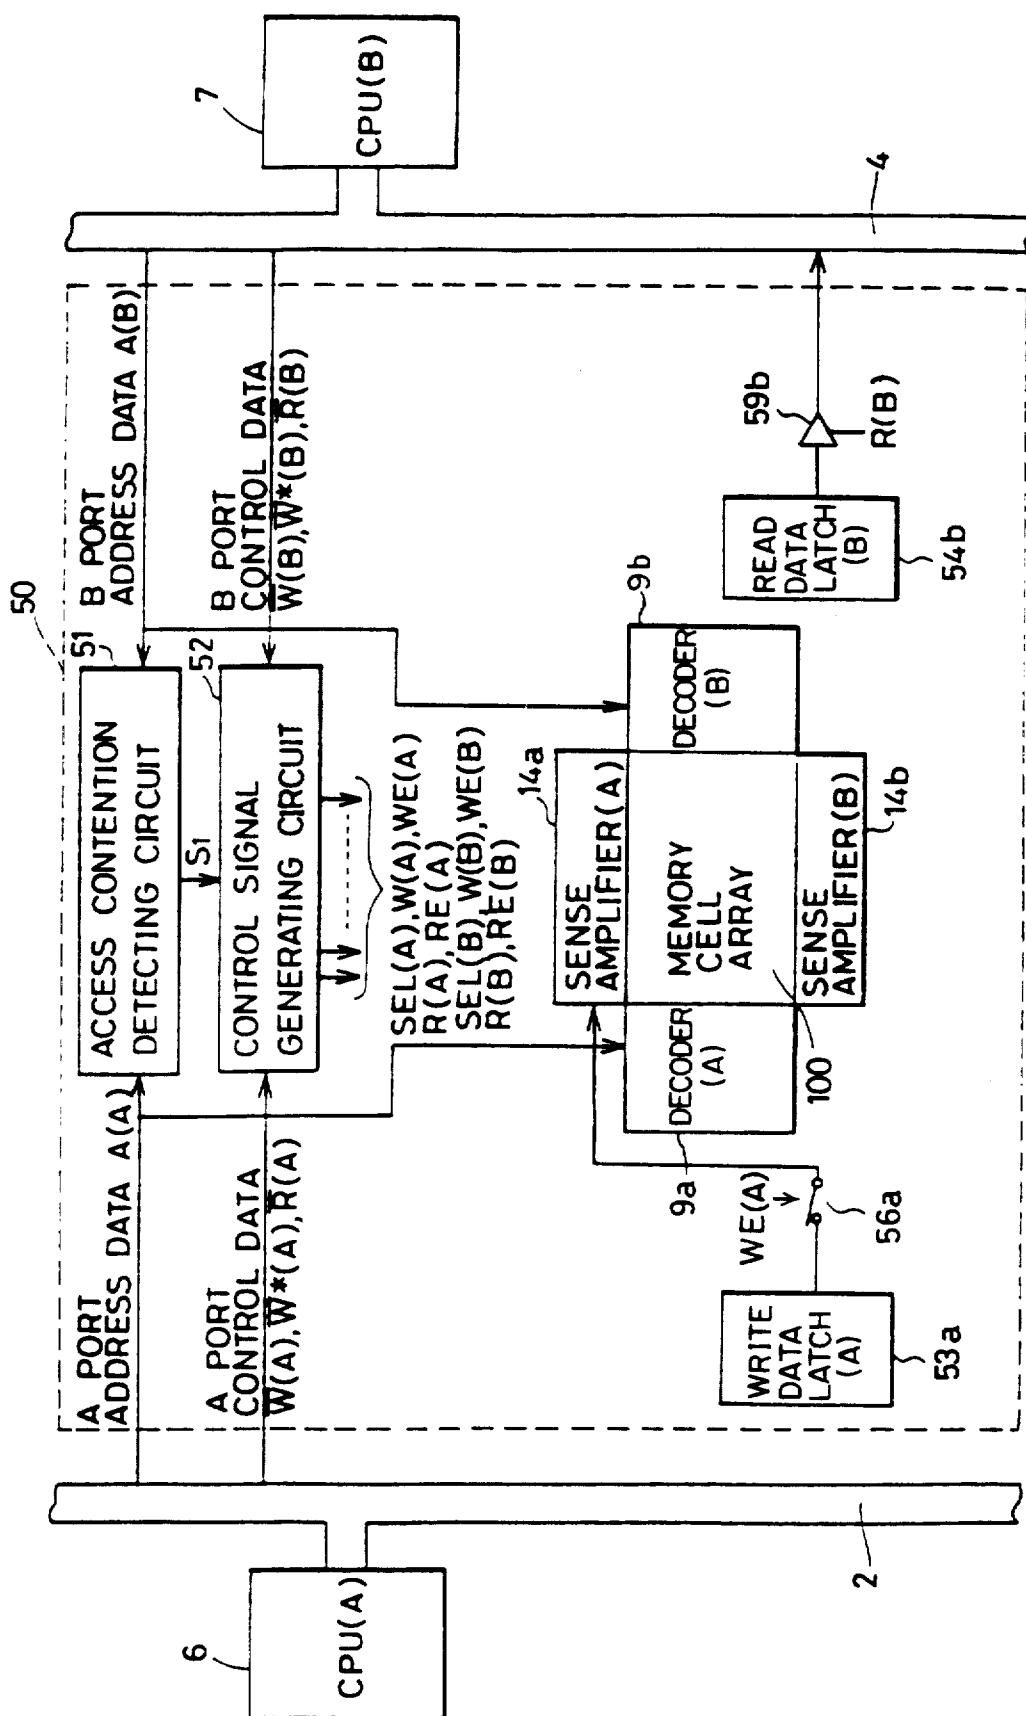 6
CPU(A)
2
A PORT
ADDRESS DATA A(A)
A PORT
CONTROL DATA
W̅(A),W̅*(A),R̅(A)
50
51
ACCESS CONTENTION
DETECTING CIRCUIT
S1
52
CONTROL SIGNAL
GENERATING CIRCUIT
SEL(A),W(A),WE(A)
R(A),RE(A)
SEL(B),W(B),WE(B)
R(B),RE(B)
B PORT
ADDRESS DATA A(B)
B PORT
CONTROL DATA
W̅(B),W̅*(B),R̅(B)
7
CPU(B)
4
14a
SENSE
AMPLIFIER(A)
9a
DECODER
(A)
MEMORY
CELL
ARRAY
100
9b
DECODER
(B)
SENSE
AMPLIFIER(B)
14b
WE(A)
56a
WRITE
DATA
LATCH
(A)
53a
READ
DATA
LATCH
(B)
54b
59b
R(B)